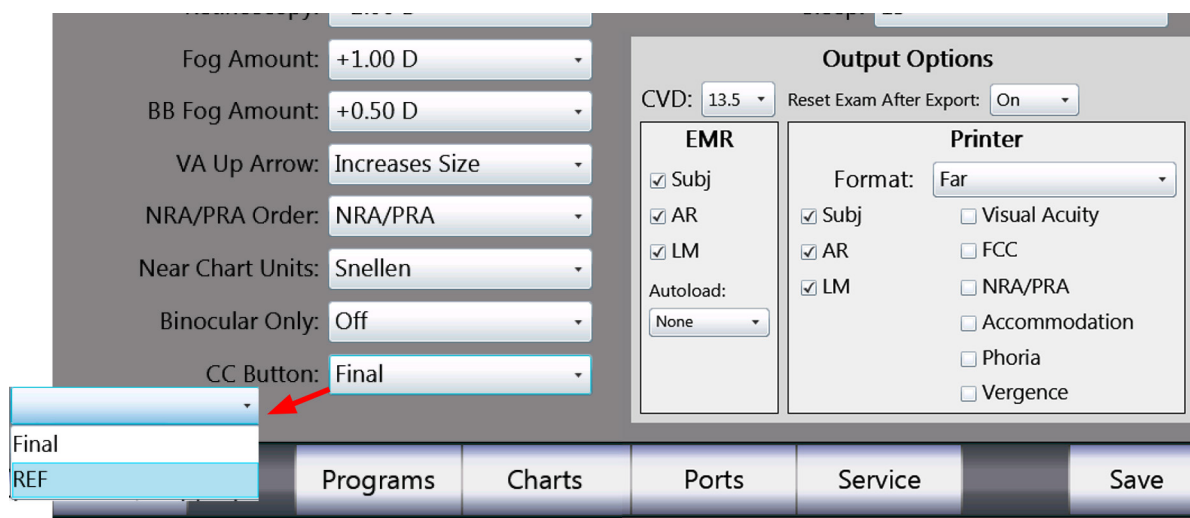 Fog Amount: +1.00 D
BB Fog Amount: +0.50 D
VA Up Arrow: Increases Size
NRA/PRA Order: NRA/PRA
Near Chart Units: Snellen
Binocular Only: Off
CC Button: Final
Final
REF
Output Options
CVD: 13.5 Reset Exam After Export: On
EMR
Subj
AR
LM
Autoload:
None
Printer
Format: Far
Subj Visual Acuity
AR FCC
LM NRA/PRA
Accommodation
Phoria
Vergence
Programs Charts Ports Service Save